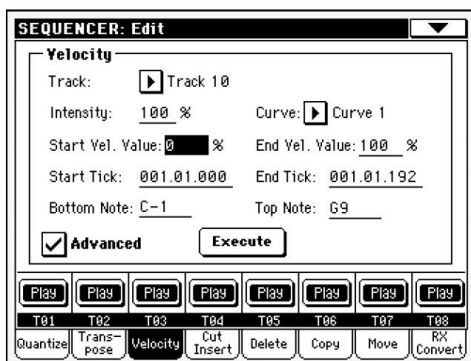 SEQUENCER: Edit
Velocity
Track: Track 10
Intensity: 100 % Curve: Curve 1
Start Vel. Value: 0 % End Vel. Value: 100 %
Start Tick: 001.01.000 End Tick: 001.01.192
Bottom Note: C-1 Top Note: G9
Advanced Execute
Play Play Play Play Play Play Play Play
T01 T02 T03 T04 T05 T06 T07 T08
Quantize Trans-pose Velocity Cut Insert Delete Copy Move RX Convert